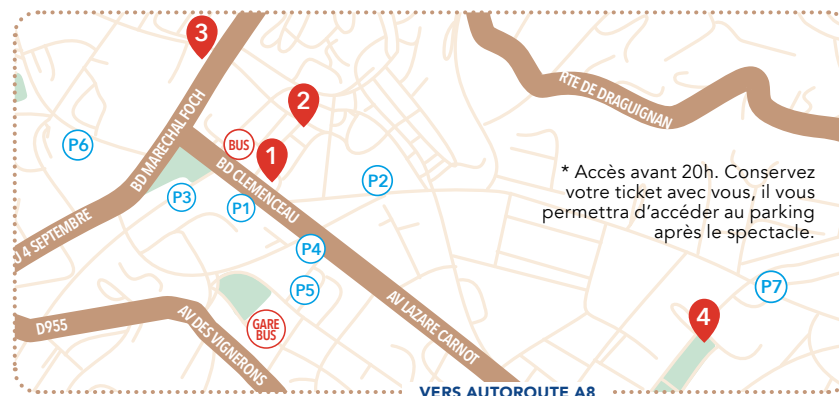 3
2
BD MARECHAL FOCH
RTE DE DRAGUIGNAN
P6
BUS
1
BD CLEMENCEAU
P2
* Accès avant 20h. Conservez
votre ticket avec vous, il vous
permettra d'accéder au parking
après le spectacle.
P3
P1
U 4 SEPTEMBRE
P4
P5
P7
D955
AV DES VIGNERONS
GARE
BUS
AV LAZARE CARNOT
4
VERS AUTOROUTE A8